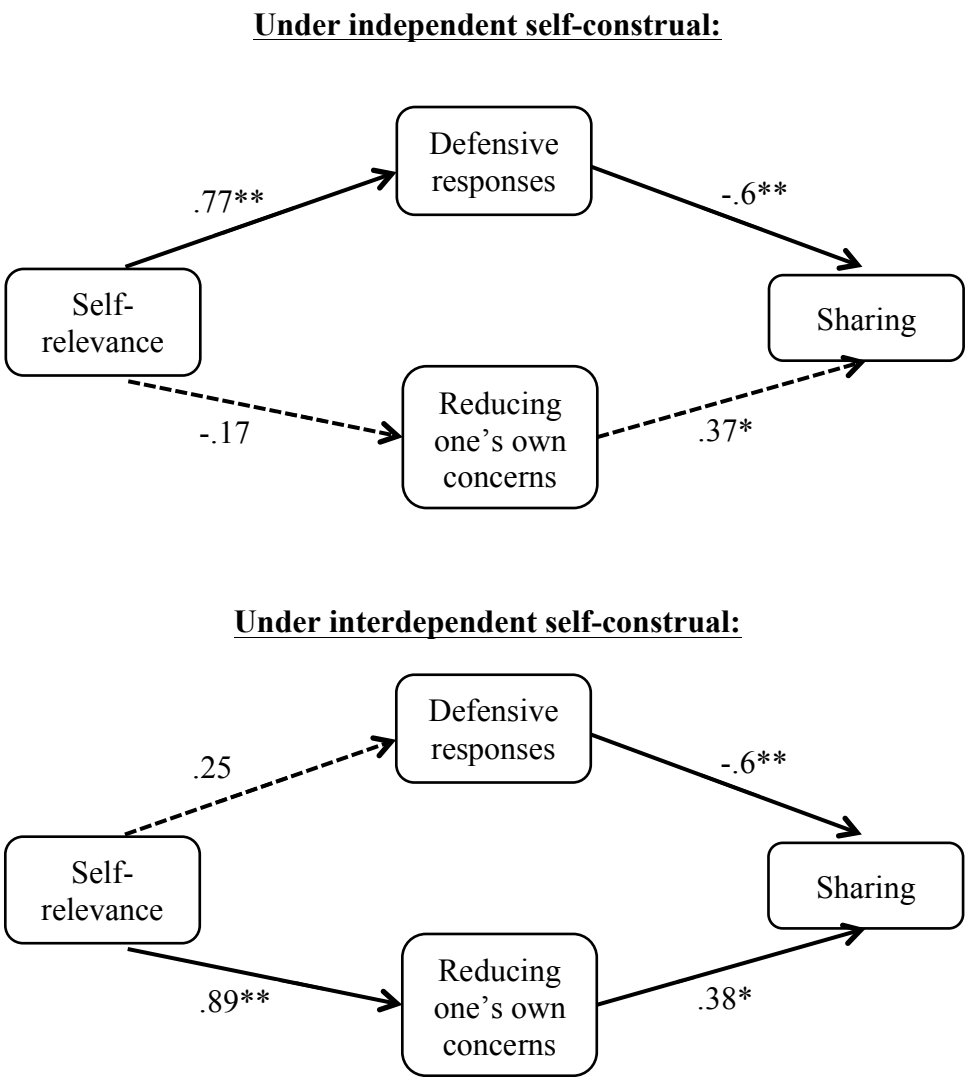 Under independent self-construal:
Defensive
responses
.77**
-.6**
Self-
relevance
Sharing
Reducing
one's own
concerns
-.17
.37*
Under interdependent self-construal:
Defensive
responses
.25
-.6**
Self-
relevance
Sharing
Reducing
one's own
concerns
.89**
.38*